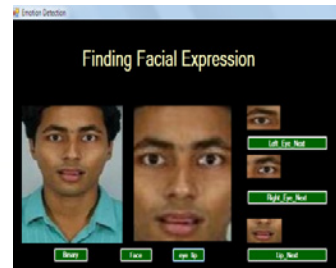 Emotion Detection
Finding Facial Expression
Left_Eye_Next
Right_Eye_Next
Binary
Face
eye lip
Lip_Next